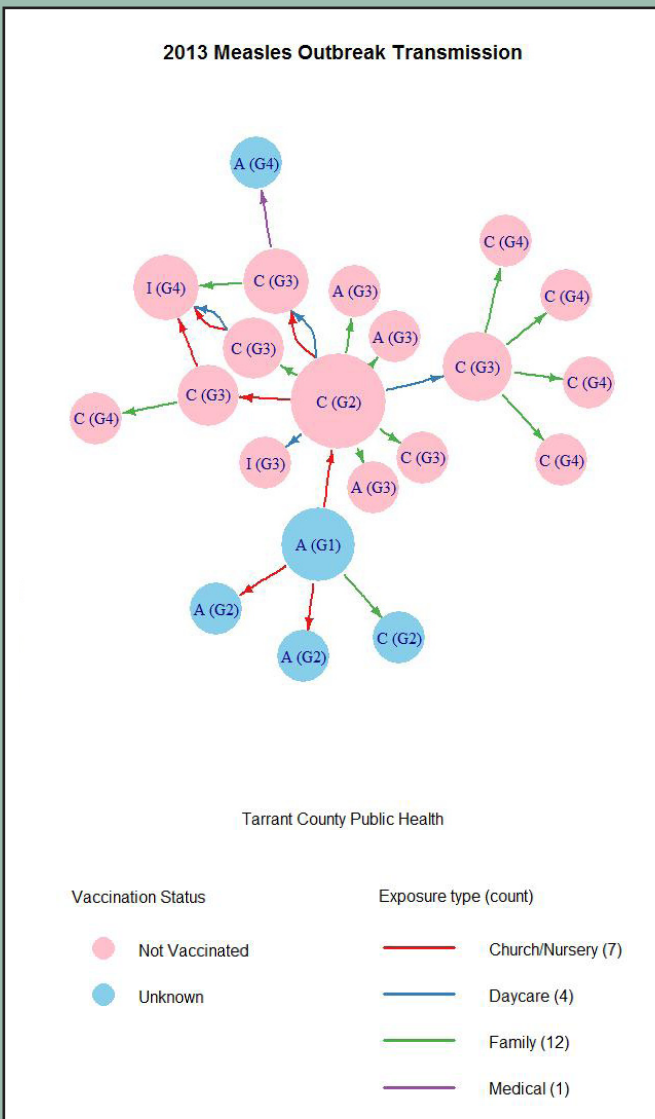 2013 Measles Outbreak Transmission
A (G4)
C (G4)
I (G4)
C (G3)
A (G3)
C (G4)
A (G3)
C (G3)
C (G3)
C (G4)
C (G3)
C (G2)
C (G4)
C (G3)
C (G4)
I (G3)
A (G3)
A (G1)
A (G2)
C (G2)
A (G2)
Tarrant County Public Health
Vaccination Status
Not Vaccinated
Unknown
Exposure type (count)
Church/Nursery (7)
Daycare (4)
Family (12)
Medical (1)